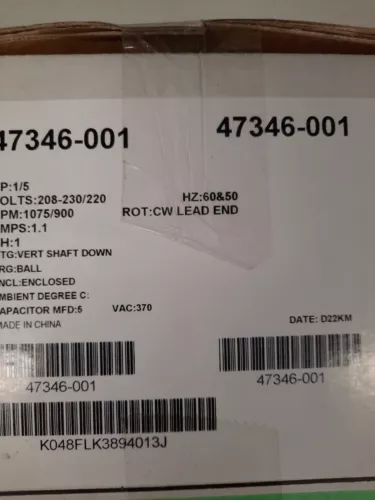 47346-001 47346-001
P:1/5
OLTS:208-230/220 HZ:60&50
PM:1075/900 ROT:CW LEAD END
MPS:1.1
H:1
TG:VERT SHAFT DOWN
RG:BALL
NCL:ENCLOSED
MBIENT DEGREE C:
APACITOR MFD:5 VAC:370
MADE IN CHINA DATE: D22KM
47346-001 47346-001
K048FLK3894013J